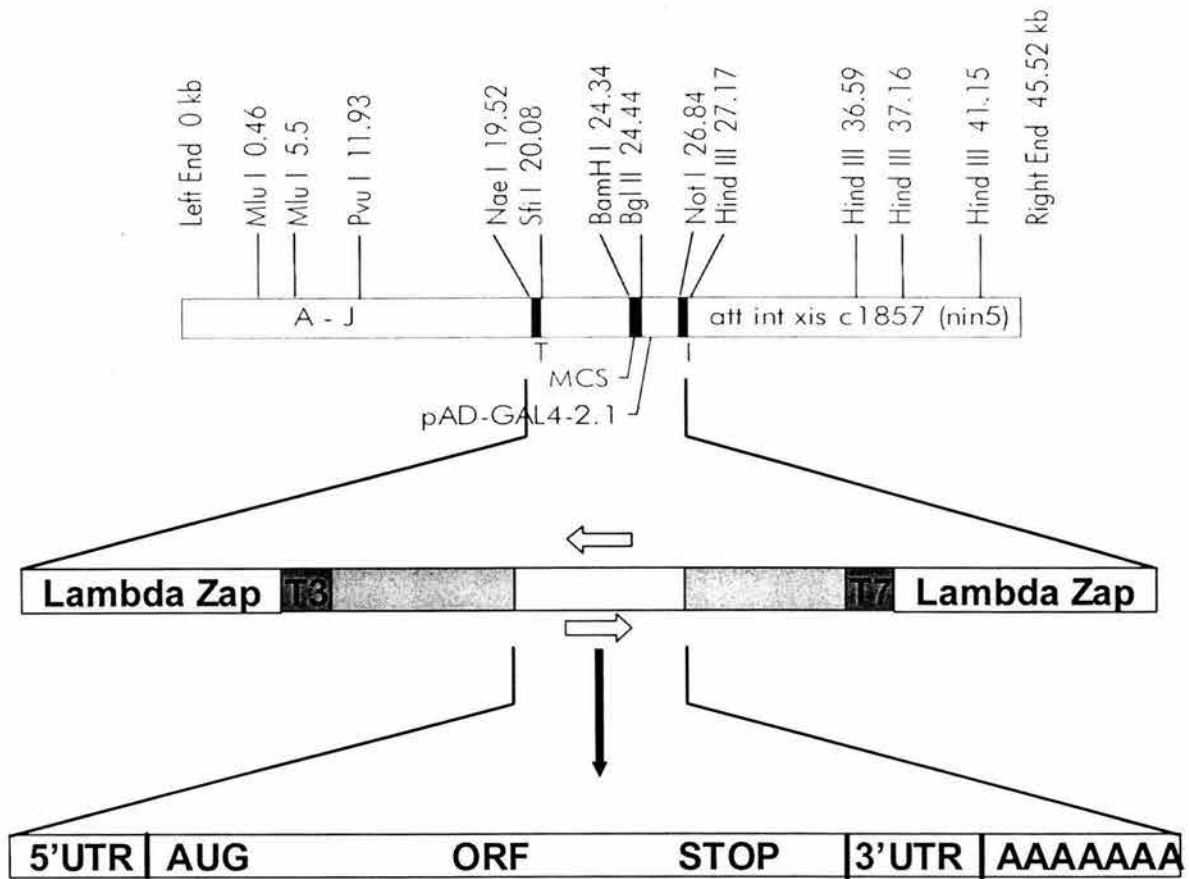 Left End 0 kb
Mlu I 0.46
Mlu I 5.5
Pvu I 11.93
Nae I 19.52
Sfi I 20.08
BamH I 24.34
Bgl II 24.44
Not I 26.84
Hind III 27.17
Hind III 36.59
Hind III 37.16
Hind III 41.15
Right End 45.52 kb
A - J
att int xis c1857 (nin5)
T
I
MCS
pAD-GAL4-2.1
Lambda Zap T3 T7 Lambda Zap
5'UTR AUG ORF STOP 3'UTR AAAAAAA